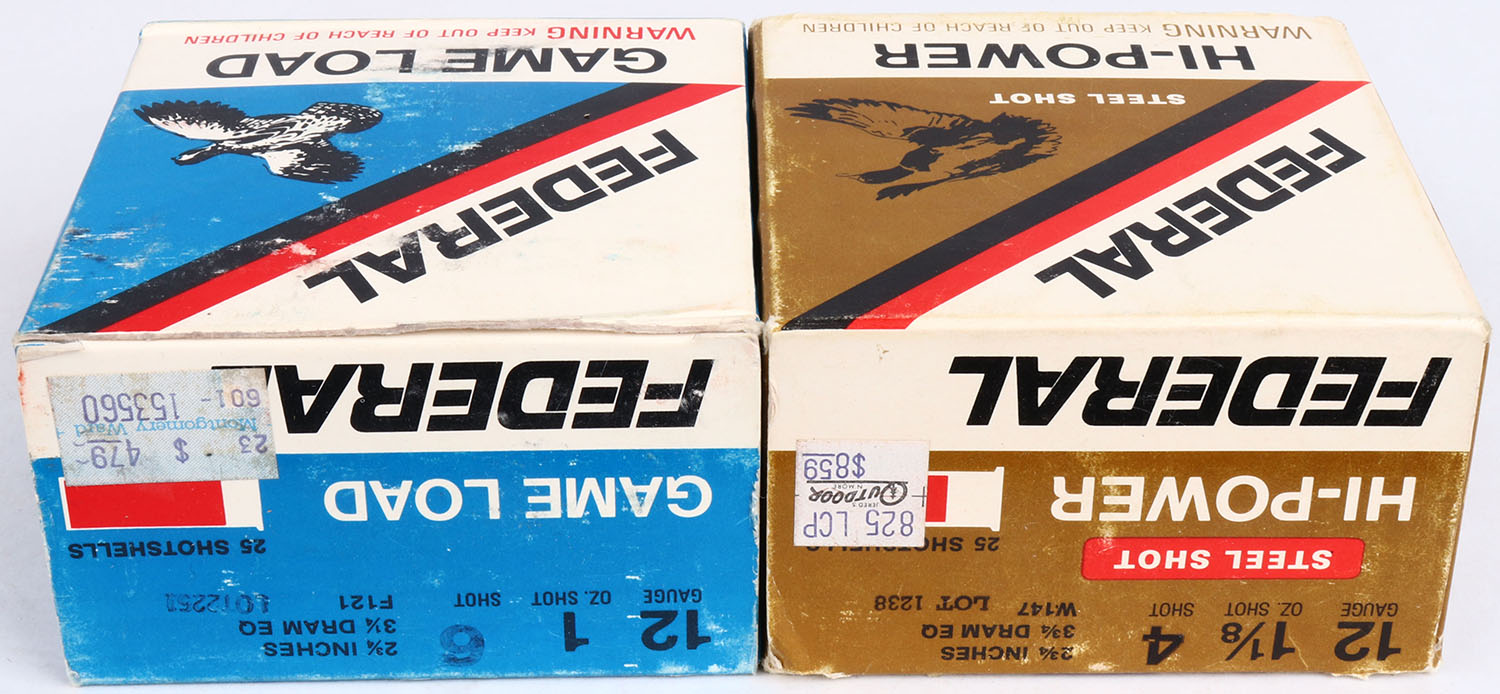 12 GAUGE 1⅛ OZ. SHOT 4 SHOT
2¾ INCHES
3¾ DRAM EQ
W147 LOT 1238
STEEL SHOT
25 SHOTSHELLS
HI-POWER
825 LCP
OUTDOOR
N MORE
$859
FEDERAL
FEDERAL
STEEL SHOT
HI-POWER
WARNING KEEP OUT OF REACH OF CHILDREN
12 GAUGE 1 OZ. SHOT 6 SHOT
2¾ INCHES
3¼ DRAM EQ
F121 LOT2251
25 SHOTSHELLS
GAME LOAD
23 $ 479
Montgomery Ward
601 - 153560
FEDERAL
FEDERAL
GAME LOAD
WARNING KEEP OUT OF REACH OF CHILDREN